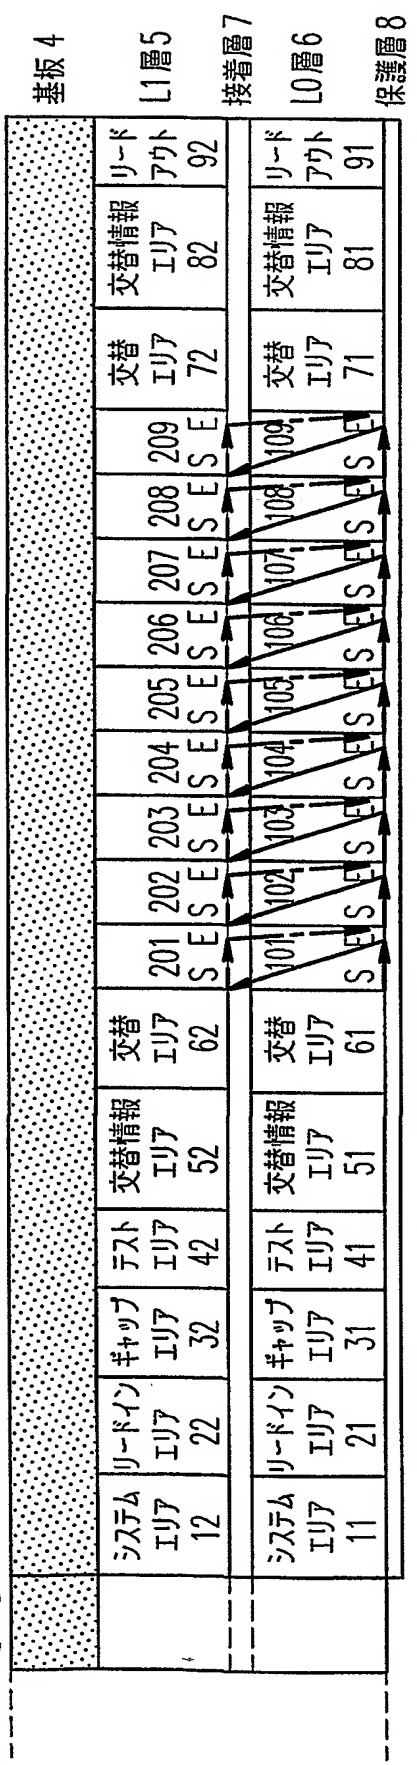 基板 4
システム
エリア
12
リードイン
エリア
22
ギャップ
エリア
32
テスト
エリア
42
交替情報
エリア
52
交替
エリア
62
201
S E
202
S E
203
S E
204
S E
205
S E
206
S E
207
S E
208
S E
209
S E
交替
エリア
72
交替情報
エリア
82
リード
アウト
92
L1層 5
接着層 7
システム
エリア
11
リードイン
エリア
21
ギャップ
エリア
31
テスト
エリア
41
交替情報
エリア
51
交替
エリア
61
101
S E
102
S E
103
S E
104
S E
105
S E
106
S E
107
S E
108
S E
109
S E
交替
エリア
71
交替情報
エリア
81
リード
アウト
91
L0層 6
保護層 8